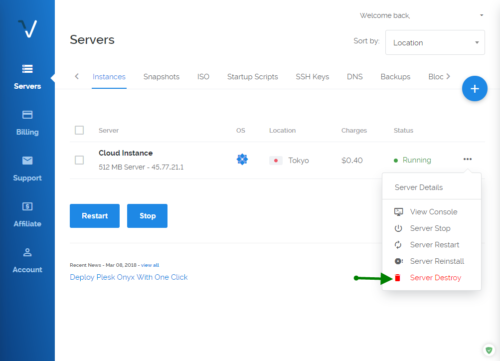 Welcome back,
Servers
Sort by:
Location
Instances
Snapshots
ISO
Startup Scripts
SSH Keys
DNS
Backups
Bloc
Servers
Billing
Support
Affiliate
Account
Server
OS
Location
Charges
Status
Cloud Instance
512 MB Server - 45.77.21.1
Tokyo
$0.40
Running
Server Details
View Console
Server Stop
Server Restart
Server Reinstall
Server Destroy
Restart
Stop
Recent News - Mar 08, 2018 - view all
Deploy Plesk Onyx With One Click